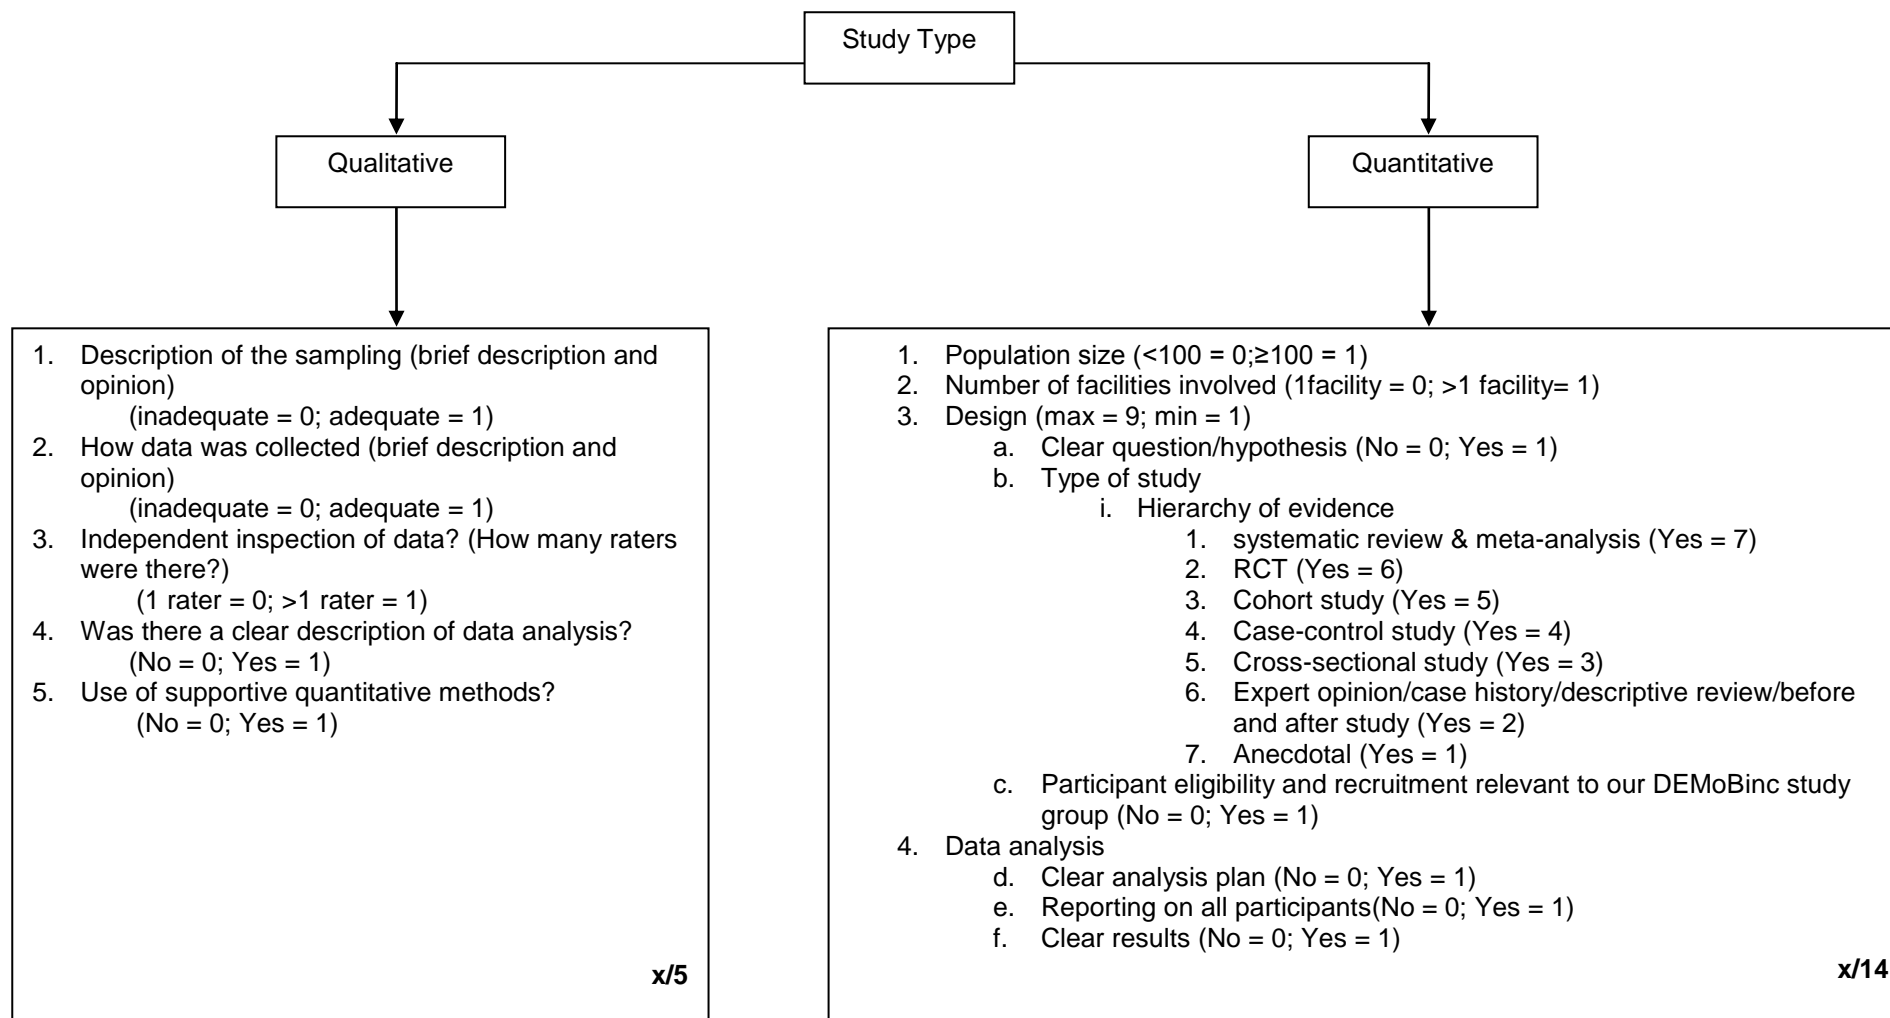 Study Type
Qualitative
Quantitative
1. Description of the sampling (brief description and
opinion)
(inadequate = 0; adequate = 1)
2. How data was collected (brief description and
opinion)
(inadequate = 0; adequate = 1)
3. Independent inspection of data? (How many raters
were there?)
(1 rater = 0; >1 rater = 1)
4. Was there a clear description of data analysis?
(No = 0; Yes = 1)
5. Use of supportive quantitative methods?
(No = 0; Yes = 1)
x/5
1. Population size (<100 = 0;≥100 = 1)
2. Number of facilities involved (1facility = 0; >1 facility= 1)
3. Design (max = 9; min = 1)
a. Clear question/hypothesis (No = 0; Yes = 1)
b. Type of study
i. Hierarchy of evidence
1. systematic review & meta-analysis (Yes = 7)
2. RCT (Yes = 6)
3. Cohort study (Yes = 5)
4. Case-control study (Yes = 4)
5. Cross-sectional study (Yes = 3)
6. Expert opinion/case history/descriptive review/before
and after study (Yes = 2)
7. Anecdotal (Yes = 1)
c. Participant eligibility and recruitment relevant to our DEMoBinc study
group (No = 0; Yes = 1)
4. Data analysis
d. Clear analysis plan (No = 0; Yes = 1)
e. Reporting on all participants(No = 0; Yes = 1)
f. Clear results (No = 0; Yes = 1)
x/14